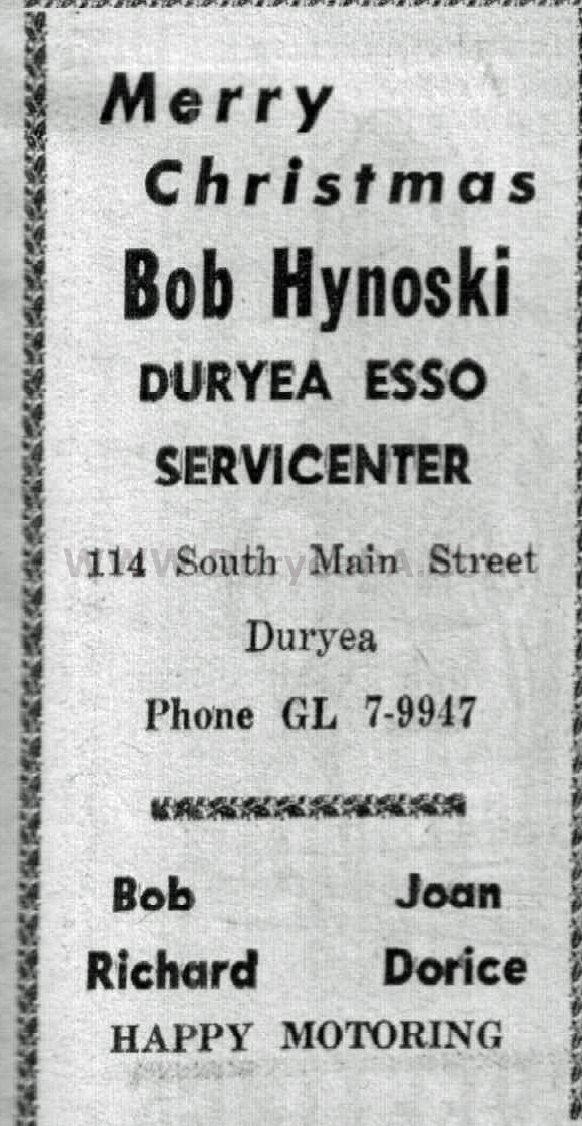 Merry
Christmas
Bob Hynoski
DURYEA ESSO
SERVICENTER
114 South Main Street
Duryea
Phone GL 7-9947
Bob Joan
Richard Dorice
HAPPY MOTORING